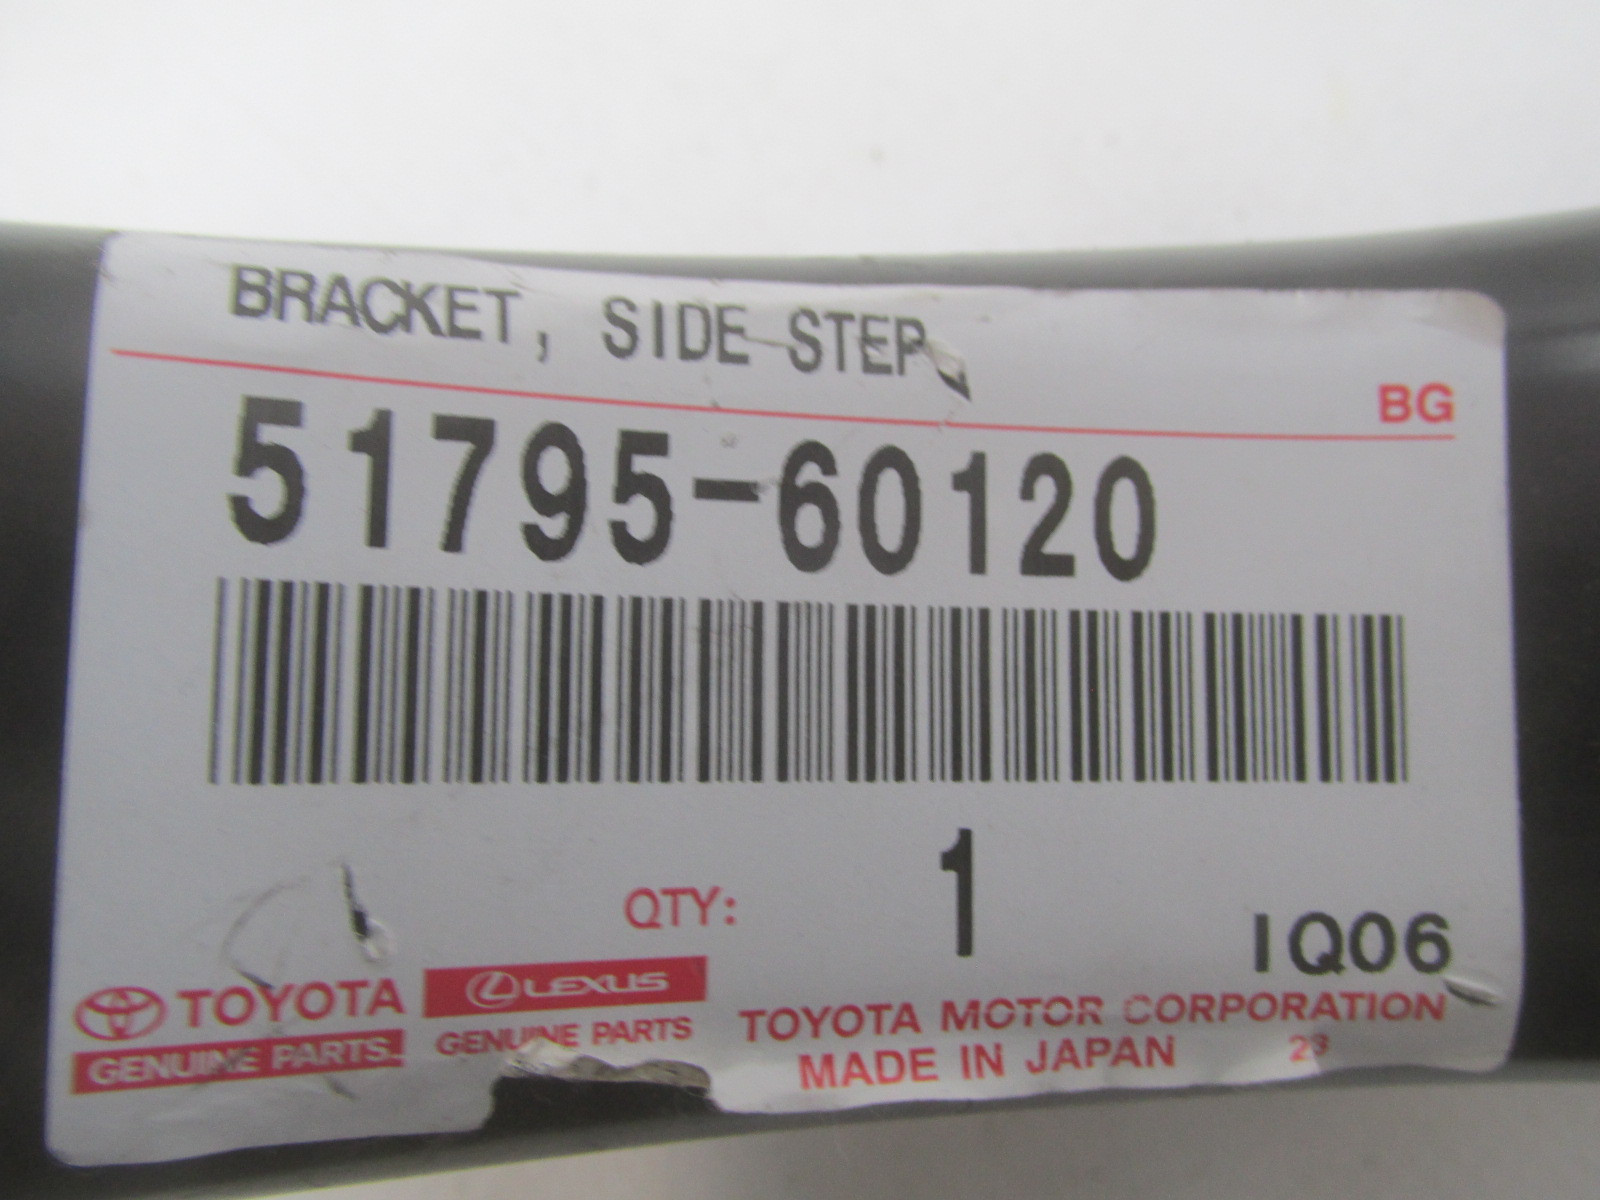 BRACKET, SIDE STEP
BG
51795-60120
QTY: 1
IQ06
TOYOTA
GENUINE PARTS
LEXUS
GENUINE PARTS
TOYOTA MOTOR CORPORATION
MADE IN JAPAN